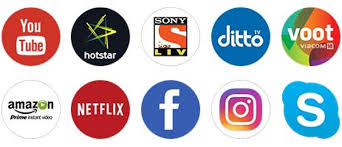 You
Tube
hotstar
SONY
LIV
ditto TV
voot
VIACOM 18
amazon
Prime instant video
NETFLIX
f
S